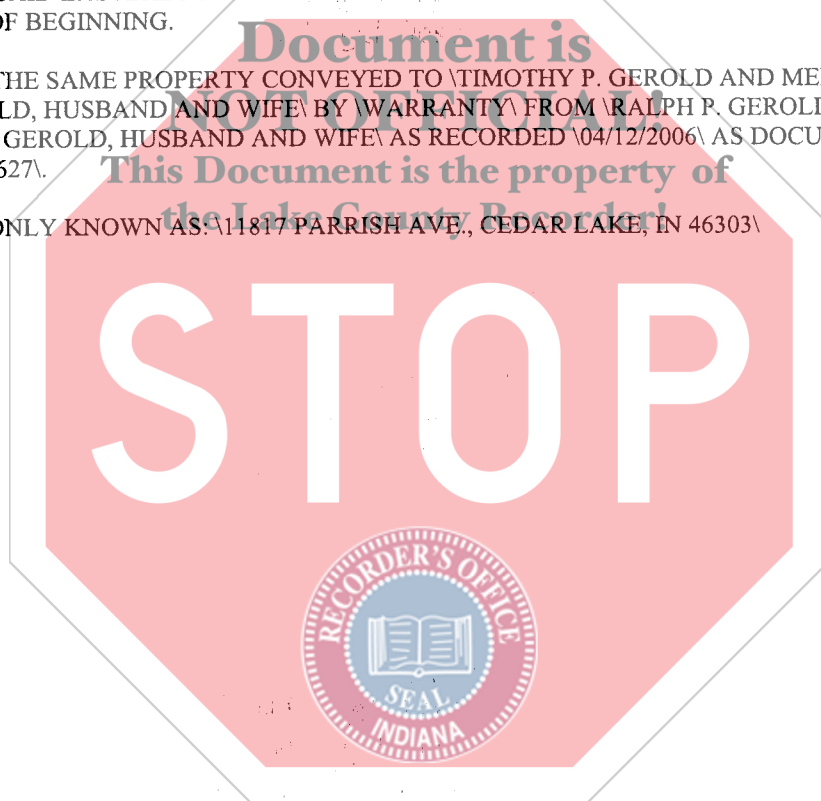 OF BEGINNING.
Document is
THE SAME PROPERTY CONVEYED TO \TIMOTHY P. GEROLD AND
LD, HUSBAND AND WIFE\ BY \WARRANTY\ FROM \RALPH P. GEROLD
NOT OFFICIAL!
GEROLD, HUSBAND AND WIFE\ AS RECORDED \04/12/2006\ AS DOCU
627\.
This Document is the property of
the Lake County Recorder!
ONLY KNOWN AS: \11817 PARRISH AVE., CEDAR LAKE, IN 46303\
STOP
RECORDER'S OFFICE
SEAL
INDIANA